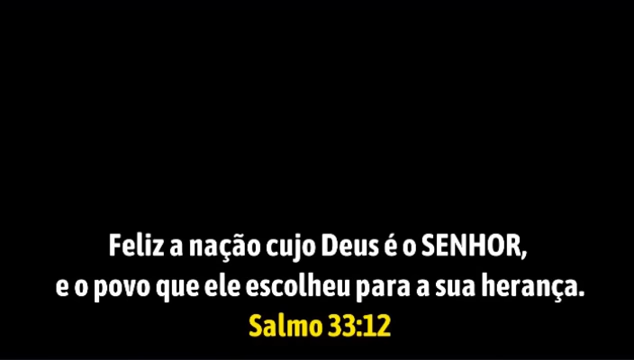 Feliz a nação cujo Deus é o SENHOR,
e o povo que ele escolheu para a sua herança.
Salmo 33:12